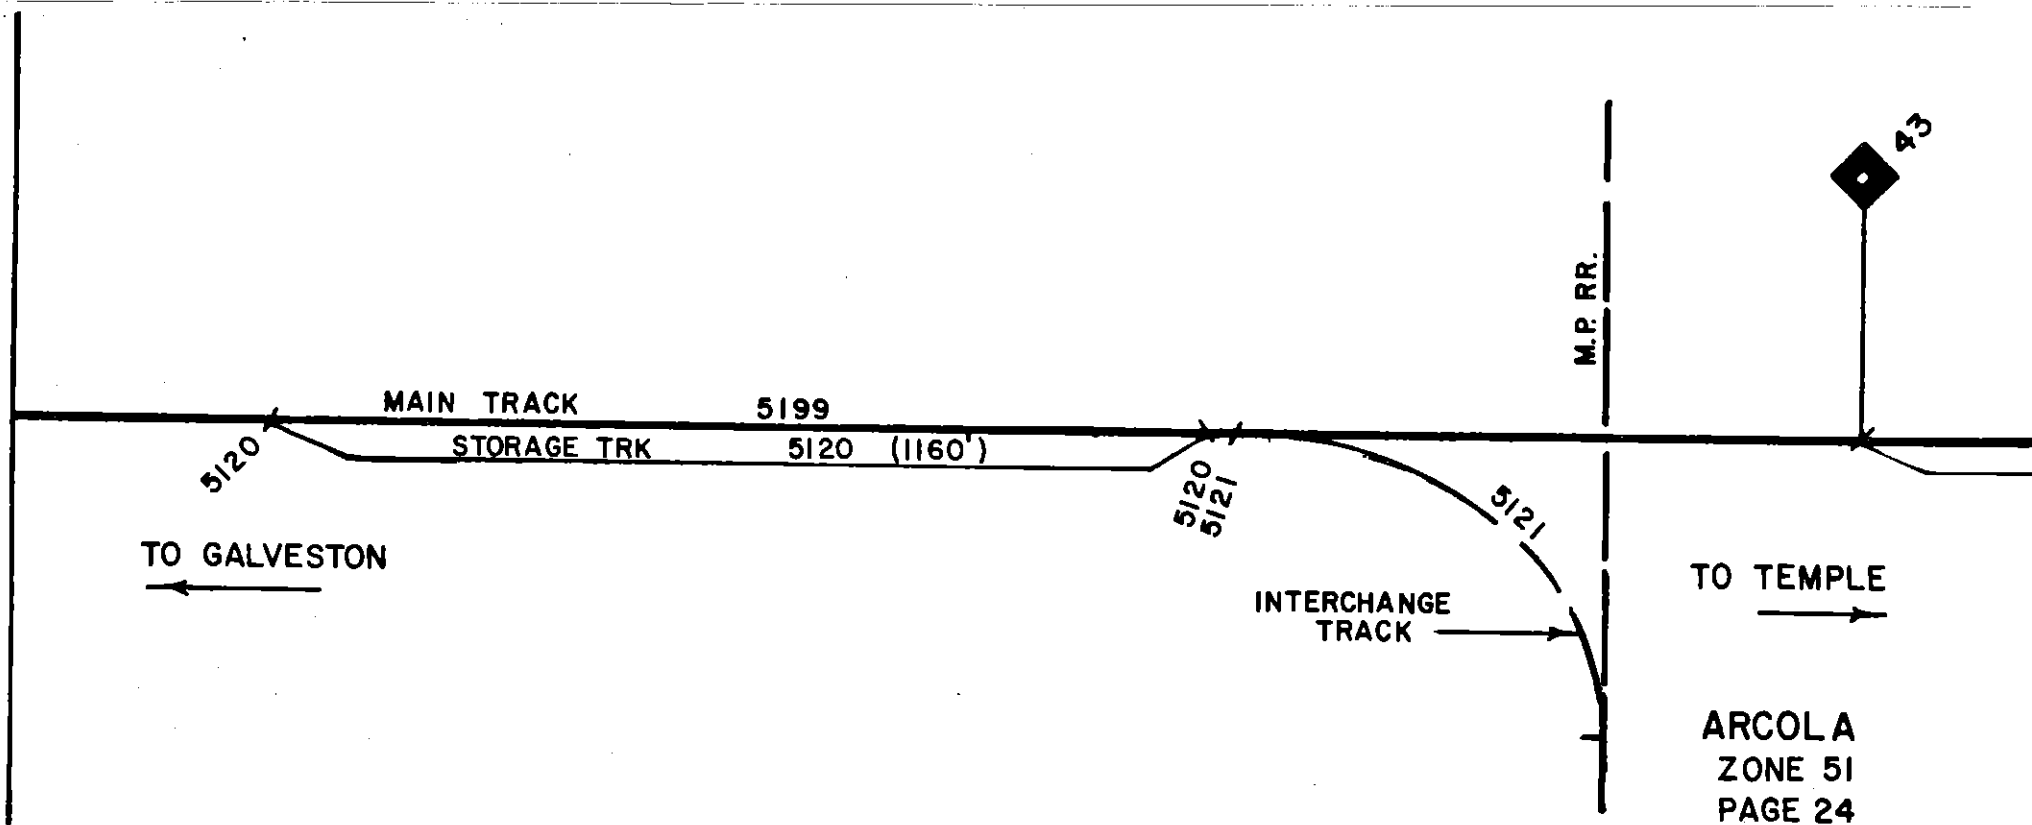 43
M.P. RR.
MAIN TRACK 5199
STORAGE TRK 5120 (1160')
5120
5120
5121
5121
TO GALVESTON
INTERCHANGE
TRACK
TO TEMPLE
ARCOLA
ZONE 51
PAGE 24